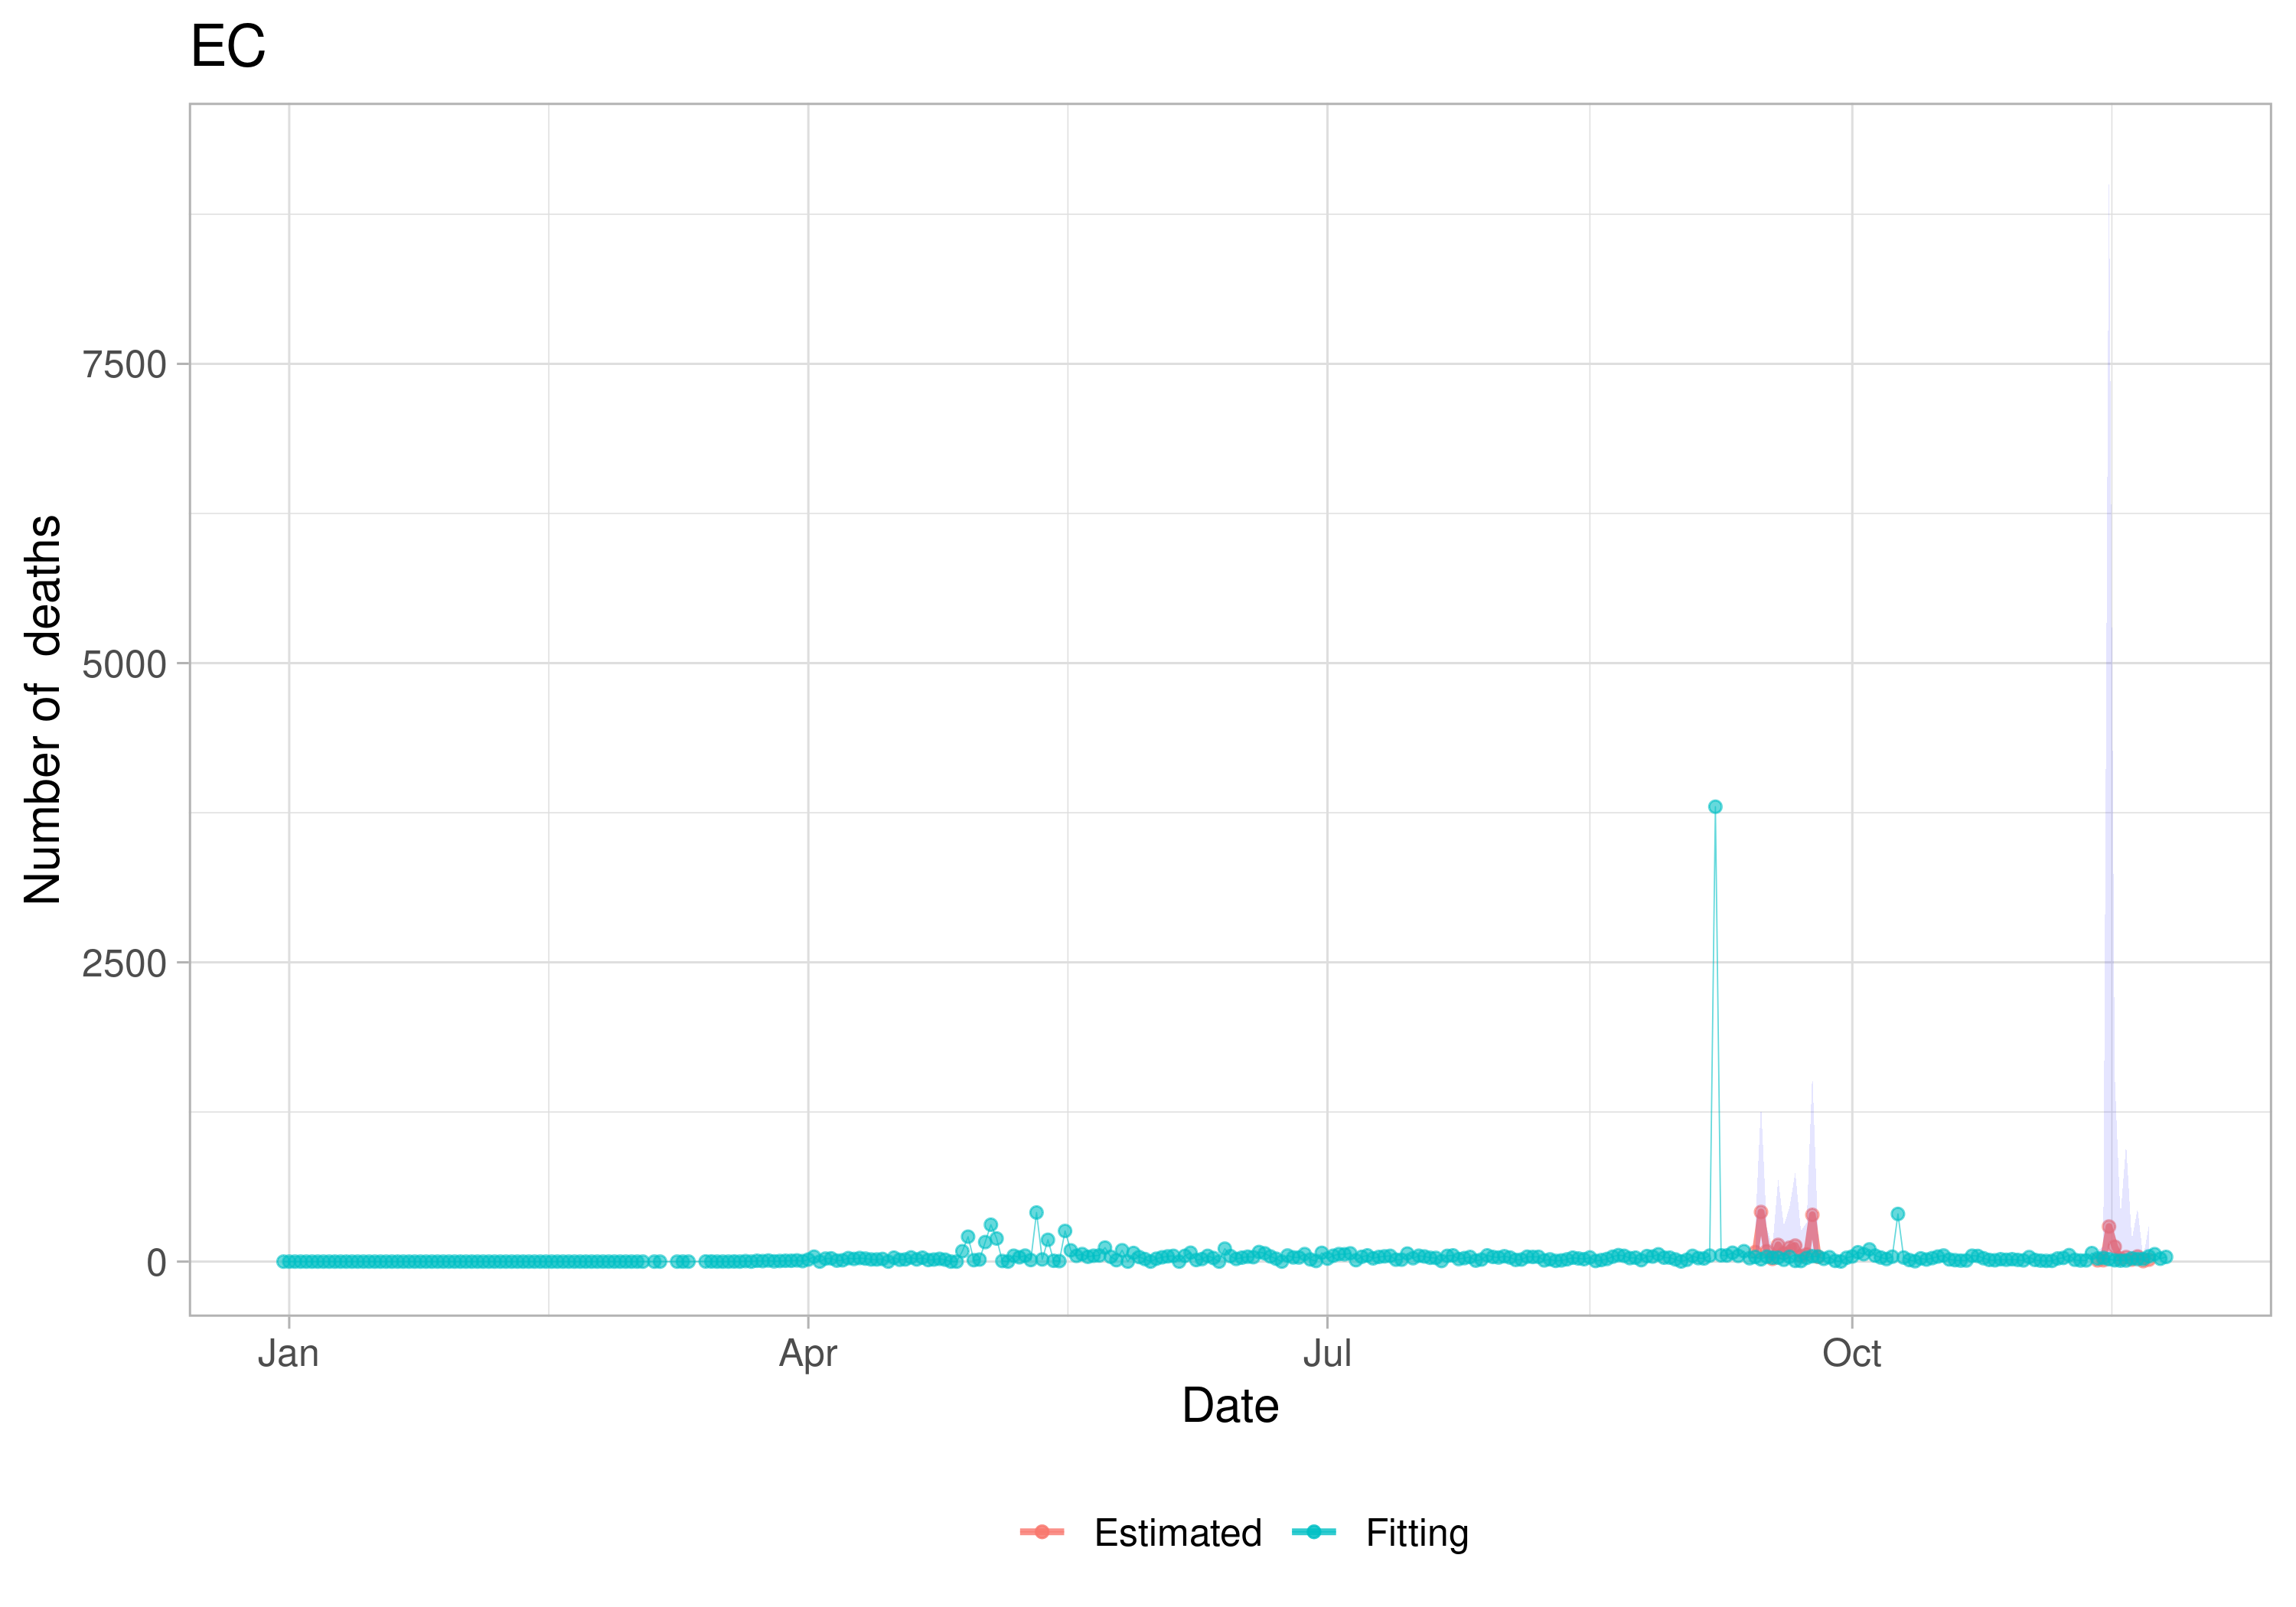 EC
Number of deaths
7500
5000
2500
0
Jan Apr Jul Oct
Date
Estimated Fitting